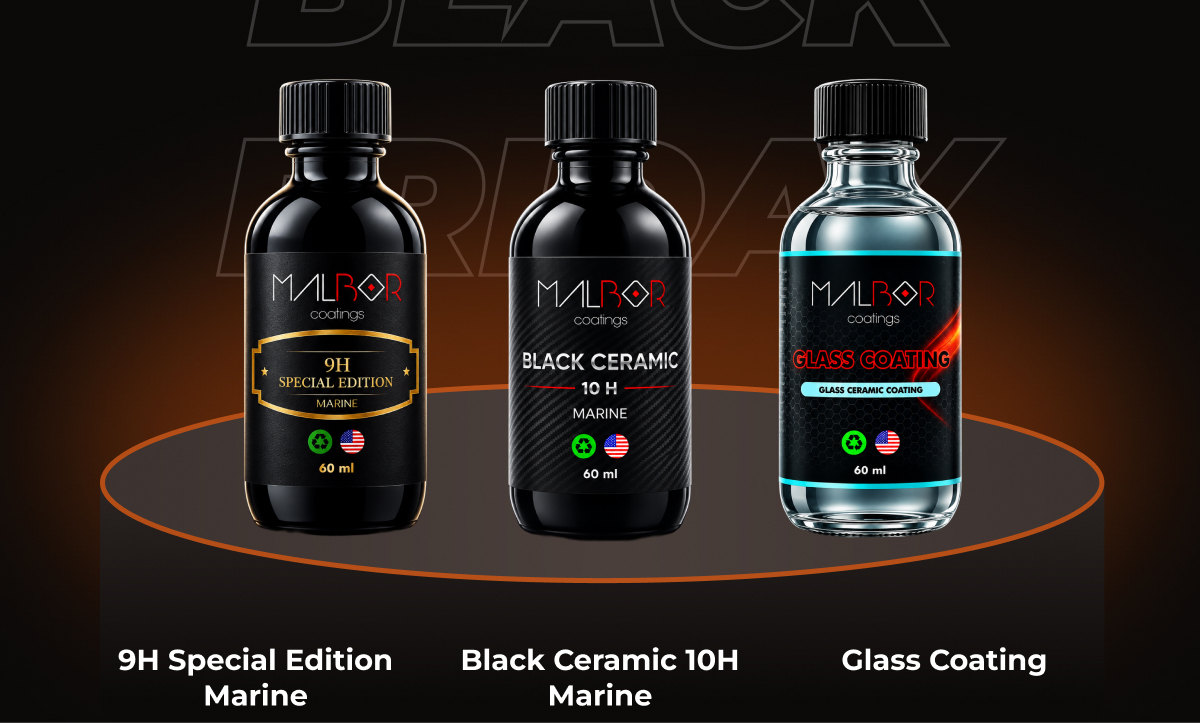 BLACK
FRIDAY
MALBOR
coatings
9H
SPECIAL EDITION
MARINE
60 ml
MALBOR
coatings
BLACK CERAMIC
10 H
MARINE
60 ml
MALBOR
coatings
GLASS COATING
GLASS CERAMIC COATING
60 ml
9H Special Edition
Marine
Black Ceramic 10H
Marine
Glass Coating